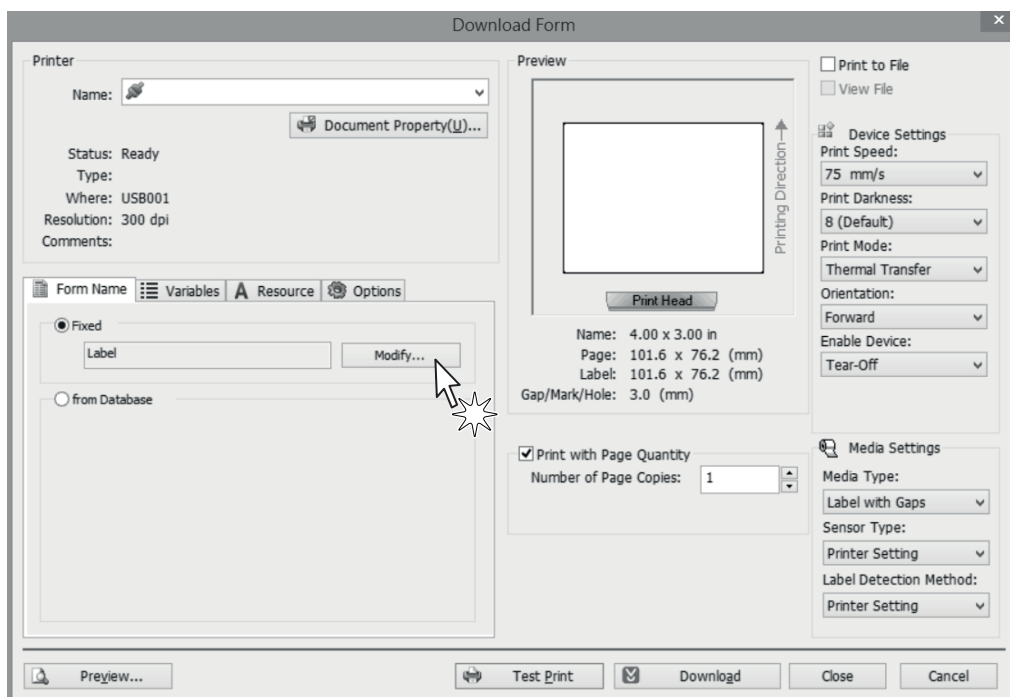 Download Form
Printer
Name:
Document Property(U)...
Status: Ready
Type:
Where: USB001
Resolution: 300 dpi
Comments:
Form Name
Variables
A Resource
Options
Fixed
Label
Modify...
from Database
Preview
Printing Direction
Print Head
Name: 4.00 x 3.00 in
Page: 101.6 x 76.2 (mm)
Label: 101.6 x 76.2 (mm)
Gap/Mark/Hole: 3.0 (mm)
Print with Page Quantity
Number of Page Copies: 1
Print to File
View File
Device Settings
Print Speed:
75 mm/s
Print Darkness:
8 (Default)
Print Mode:
Thermal Transfer
Orientation:
Forward
Enable Device:
Tear-Off
Media Settings
Media Type:
Label with Gaps
Sensor Type:
Printer Setting
Label Detection Method:
Printer Setting
Preview...
Test Print
Download
Close
Cancel